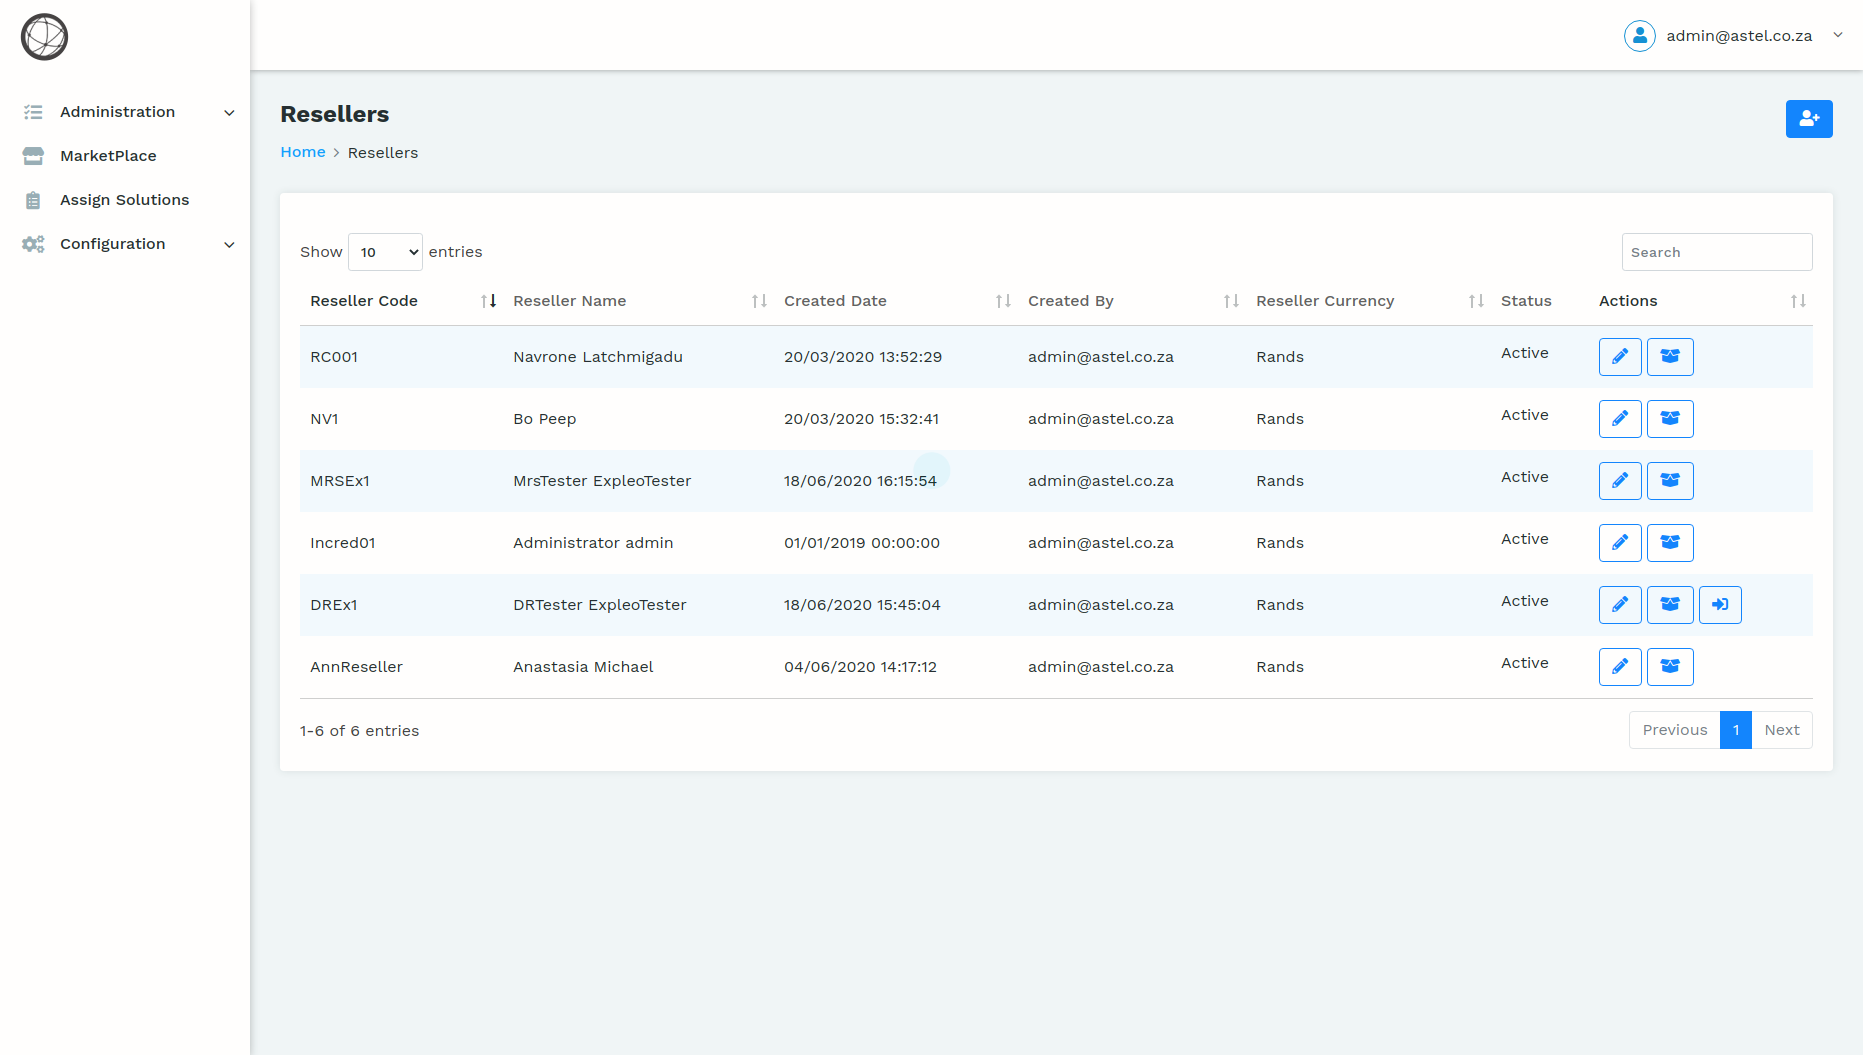 admin@astel.co.za
Administration
MarketPlace
Assign Solutions
Configuration
Resellers
Home > Resellers
Show 10 entries
Search
Reseller Code Reseller Name Created Date Created By Reseller Currency Status Actions
RC001 Navrone Latchmigadu 20/03/2020 13:52:29 admin@astel.co.za Rands Active
NV1 Bo Peep 20/03/2020 15:32:41 admin@astel.co.za Rands Active
MRSEx1 MrsTester ExpleoTester 18/06/2020 16:15:54 admin@astel.co.za Rands Active
Incred01 Administrator admin 01/01/2019 00:00:00 admin@astel.co.za Rands Active
DREx1 DRTester ExpleoTester 18/06/2020 15:45:04 admin@astel.co.za Rands Active
AnnReseller Anastasia Michael 04/06/2020 14:17:12 admin@astel.co.za Rands Active
1-6 of 6 entries
Previous 1 Next